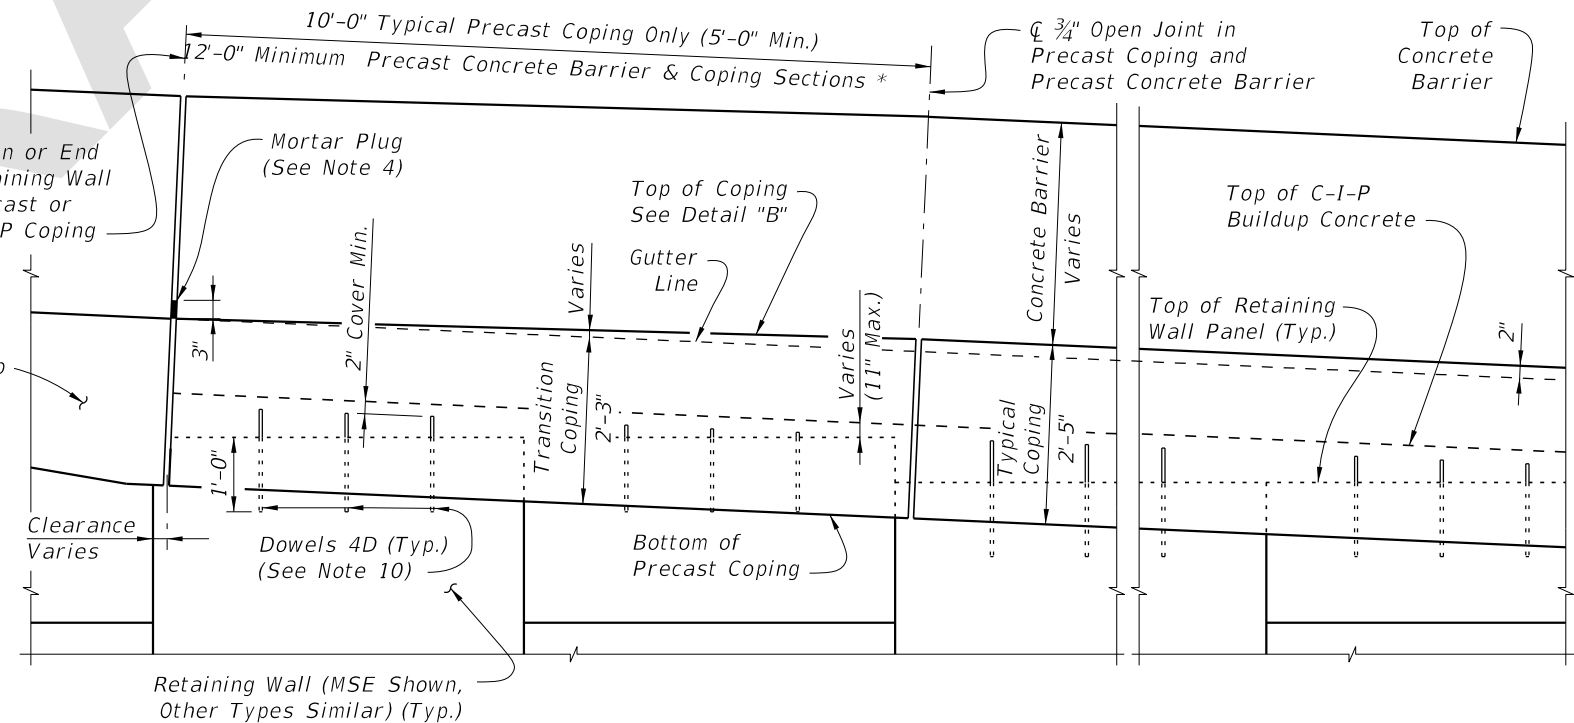 10'-0" Typical Precast Coping Only (5'-0" Min.)
12'-0" Minimum Precast Concrete Barrier & Coping Sections *
℄ ¾" Open Joint in
Precast Coping and
Precast Concrete Barrier
Top of
Concrete
Barrier
or End
Wall
or
Coping
Mortar Plug
(See Note 4)
Top of Coping
See Detail "B"
Gutter
Line
Concrete Barrier
Varies
Top of C-I-P
Buildup Concrete
Top of Retaining
Wall Panel (Typ.)
2"
3"
2" Cover Min.
Varies
Varies
(11" Max.)
Transition
Coping
2'-3"
Typical
Coping
2'-5"
1'-0"
Clearance
Varies
Dowels 4D (Typ.)
(See Note 10)
Bottom of
Precast Coping
Retaining Wall (MSE Shown,
Other Types Similar) (Typ.)